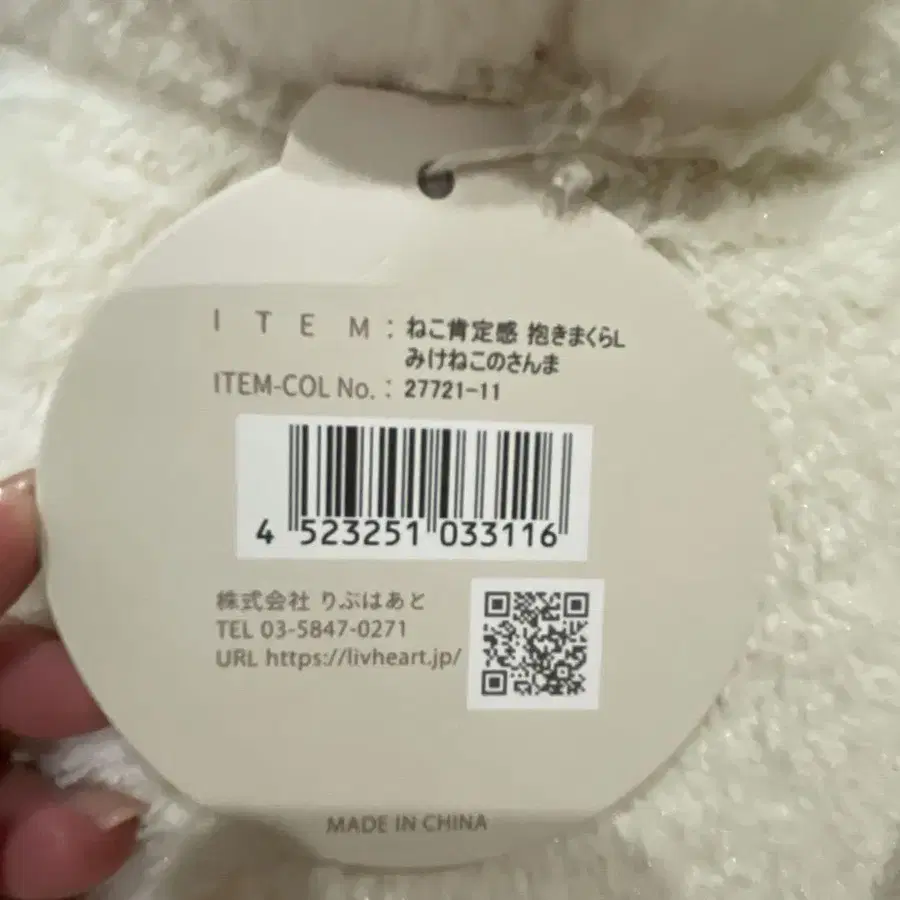 ITEM: ねこ肯定感 抱きまくらL
みけねこのさんま
ITEM-COL No.: 27721-11
4 523251 033116
株式会社 りぶはあと
TEL 03-5847-0271
URL https://livheart.jp/
MADE IN CHINA